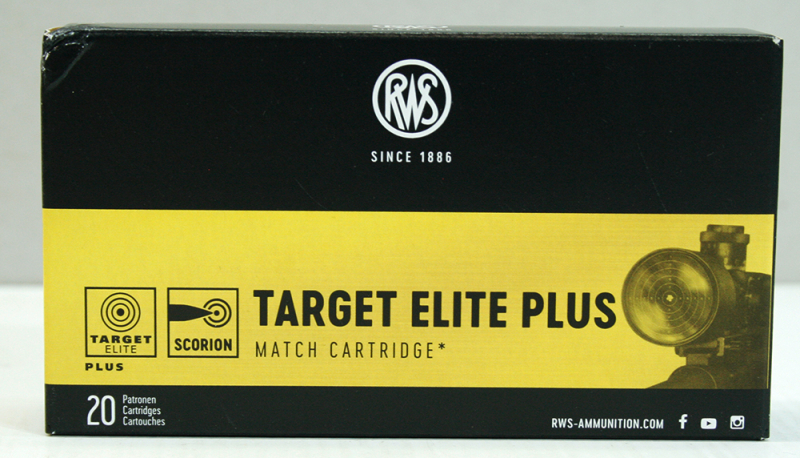 RWS
SINCE 1886
TARGET ELITE PLUS
MATCH CARTRIDGE*
TARGET
ELITE
PLUS
SCORION
20 Patronen
Cartridges
Cartouches
RWS-AMMUNITION.COM